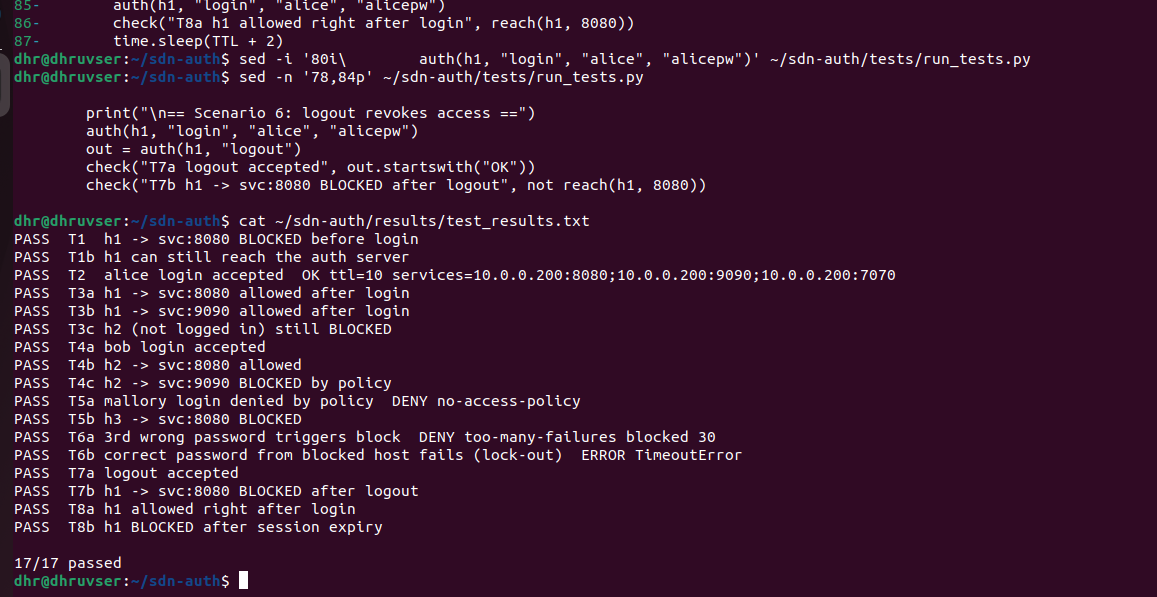 85-        auth(h1, "login", "alice", "alicepw")
86-        check("T8a h1 allowed right after login", reach(h1, 8080))
87-        time.sleep(TTL + 2)
dhr@dhruvser:~/sdn-auth$ sed -i '80i\        auth(h1, "login", "alice", "alicepw")' ~/sdn-auth/tests/run_tests.py
dhr@dhruvser:~/sdn-auth$ sed -n '78,84p' ~/sdn-auth/tests/run_tests.py

        print("\n== Scenario 6: logout revokes access ==")
        auth(h1, "login", "alice", "alicepw")
        out = auth(h1, "logout")
        check("T7a logout accepted", out.startswith("OK"))
        check("T7b h1 -> svc:8080 BLOCKED after logout", not reach(h1, 8080))

dhr@dhruvser:~/sdn-auth$ cat ~/sdn-auth/results/test_results.txt
PASS  T1  h1 -> svc:8080 BLOCKED before login
PASS  T1b h1 can still reach the auth server
PASS  T2  alice login accepted  OK ttl=10 services=10.0.0.200:8080;10.0.0.200:9090;10.0.0.200:7070
PASS  T3a h1 -> svc:8080 allowed after login
PASS  T3b h1 -> svc:9090 allowed after login
PASS  T3c h2 (not logged in) still BLOCKED
PASS  T4a bob login accepted
PASS  T4b h2 -> svc:8080 allowed
PASS  T4c h2 -> svc:9090 BLOCKED by policy
PASS  T5a mallory login denied by policy  DENY no-access-policy
PASS  T5b h3 -> svc:8080 BLOCKED
PASS  T6a 3rd wrong password triggers block  DENY too-many-failures blocked 30
PASS  T6b correct password from blocked host fails (lock-out)  ERROR TimeoutError
PASS  T7a logout accepted
PASS  T7b h1 -> svc:8080 BLOCKED after logout
PASS  T8a h1 allowed right after login
PASS  T8b h1 BLOCKED after session expiry

17/17 passed
dhr@dhruvser:~/sdn-auth$